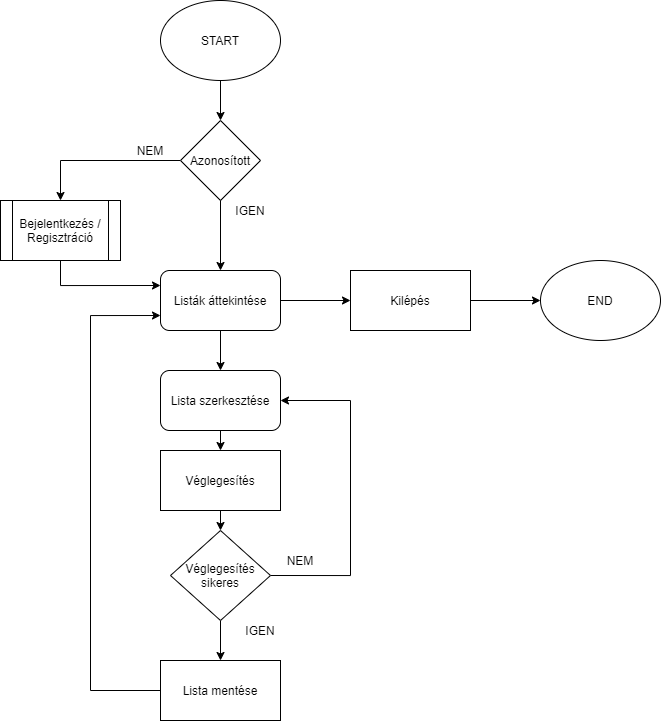 START
NEM
Azonosított
IGEN
Bejelentkezés /
Regisztráció
Listák áttekintése
Kilépés
END
Lista szerkesztése
Véglegesítés
Véglegesítés
sikeres
NEM
IGEN
Lista mentése